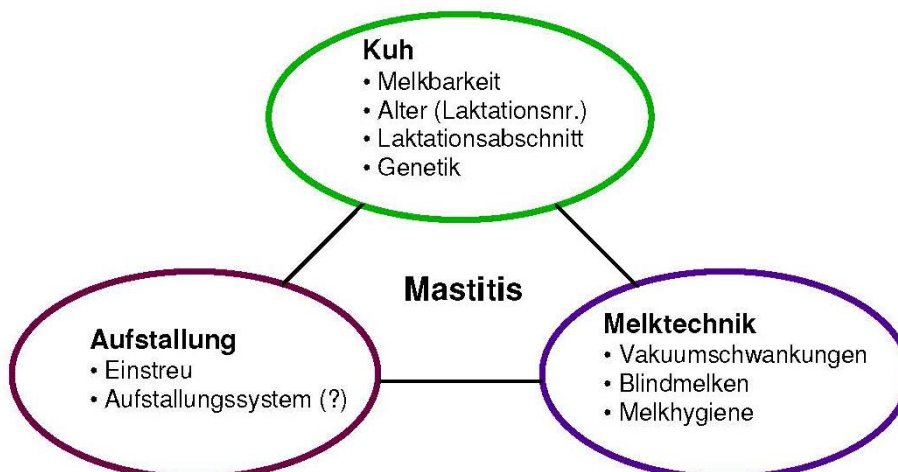 Kuh
• Melkbarkeit
• Alter (Laktationsnr.)
• Laktationsabschnitt
• Genetik
Mastitis
Aufstallung
• Einstreu
• Aufstallungssystem (?)
Melktechnik
• Vakuumschwankungen
• Blindmelken
• Melkhygiene